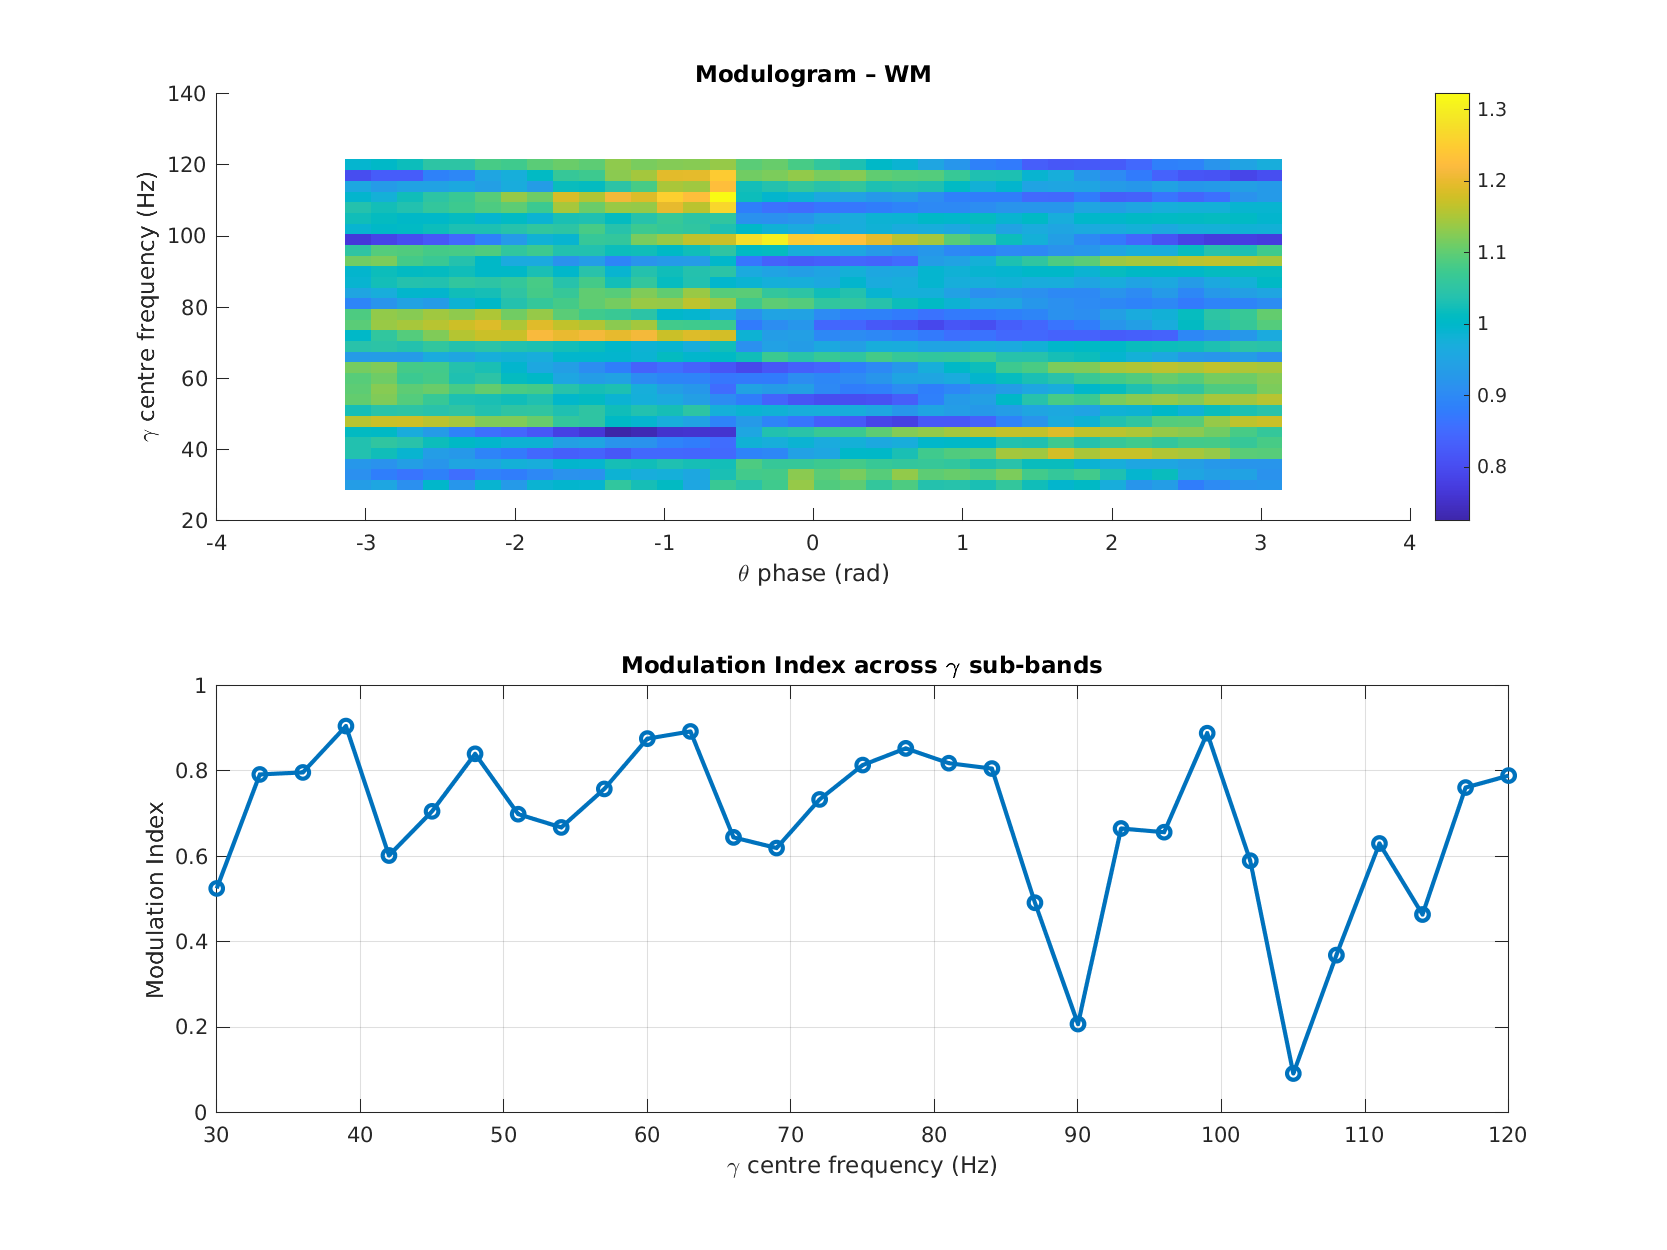 Modulogram – WM
140
120
100
80
60
40
20
γ centre frequency (Hz)
-4 -3 -2 -1 0 1 2 3 4
θ phase (rad)
1.3
1.2
1.1
1
0.9
0.8
Modulation Index across γ sub-bands
1
0.8
0.6
0.4
0.2
0
Modulation Index
30 40 50 60 70 80 90 100 110 120
γ centre frequency (Hz)